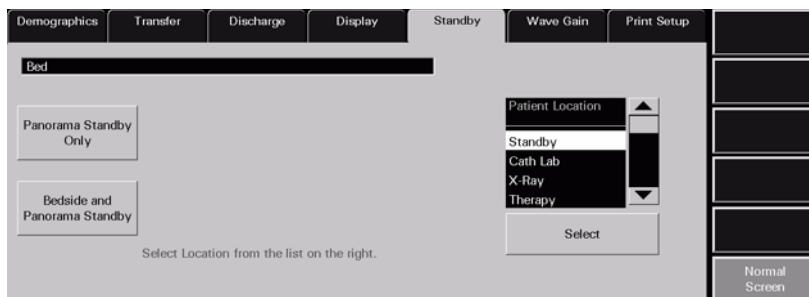 Demographics
Transfer
Discharge
Display
Standby
Wave Gain
Print Setup
Bed
Panorama Standby
Only
Bedside and
Panorama Standby
Select Location from the list on the right.
Patient Location
Standby
Cath Lab
X-Ray
Therapy
Select
Normal
Screen